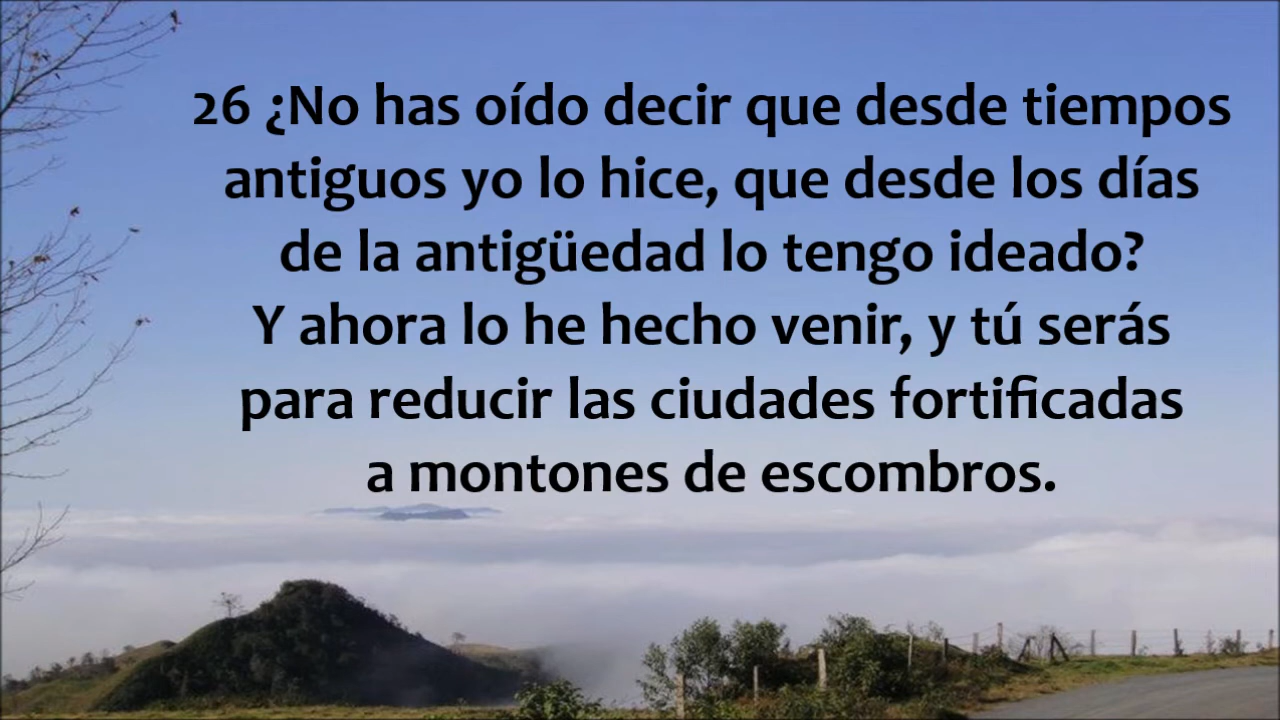 26 ¿No has oído decir que desde tiempos
antiguos yo lo hice, que desde los días
de la antigüedad lo tengo ideado?
Y ahora lo he hecho venir, y tú serás
para reducir las ciudades fortificadas
a montones de escombros.